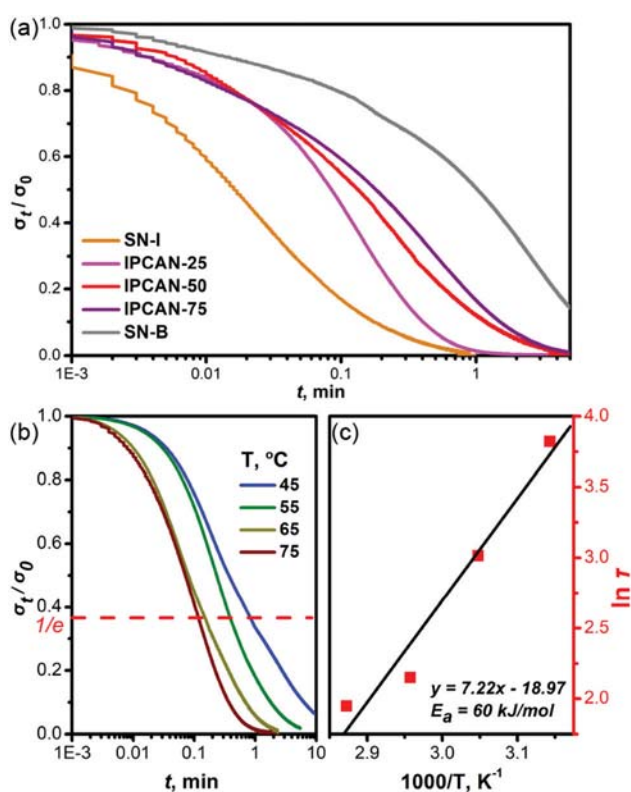 (a)
1.0
0.8
0.6
0.4
0.2
0.0
σt / σ0
SN-I
IPCAN-25
IPCAN-50
IPCAN-75
SN-B
1E-3
0.01
0.1
1
t, min
(b)
1.0
0.8
0.6
0.4
0.2
0.0
σt / σ0
1/e
T, °C
45
55
65
75
1E-3
0.01
0.1
1
10
t, min
(c)
4.0
3.5
3.0
2.5
2.0
ln τ
y = 7.22x - 18.97
Ea = 60 kJ/mol
2.9
3.0
3.1
1000/T, K-1